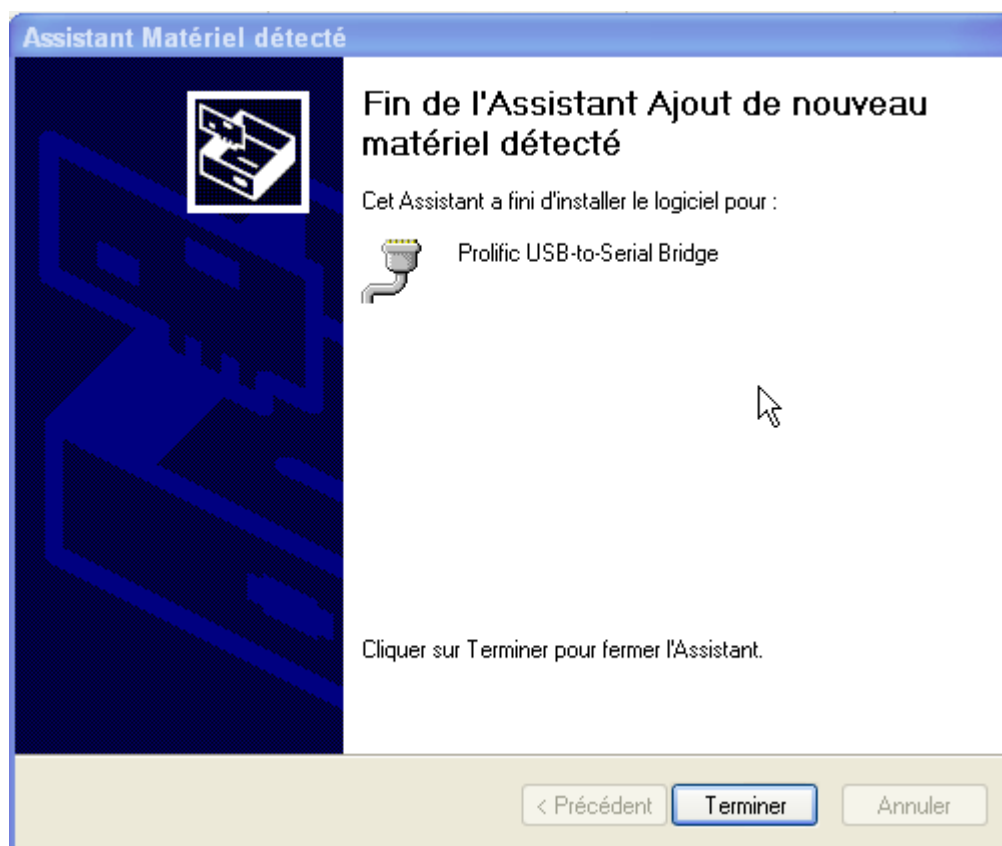 Assistant Matériel détecté
Fin de l'Assistant Ajout de nouveau
matériel détecté
Cet Assistant a fini d'installer le logiciel pour :
Prolific USB-to-Serial Bridge
Cliquer sur Terminer pour fermer l'Assistant.
< Précédent Terminer Annuler